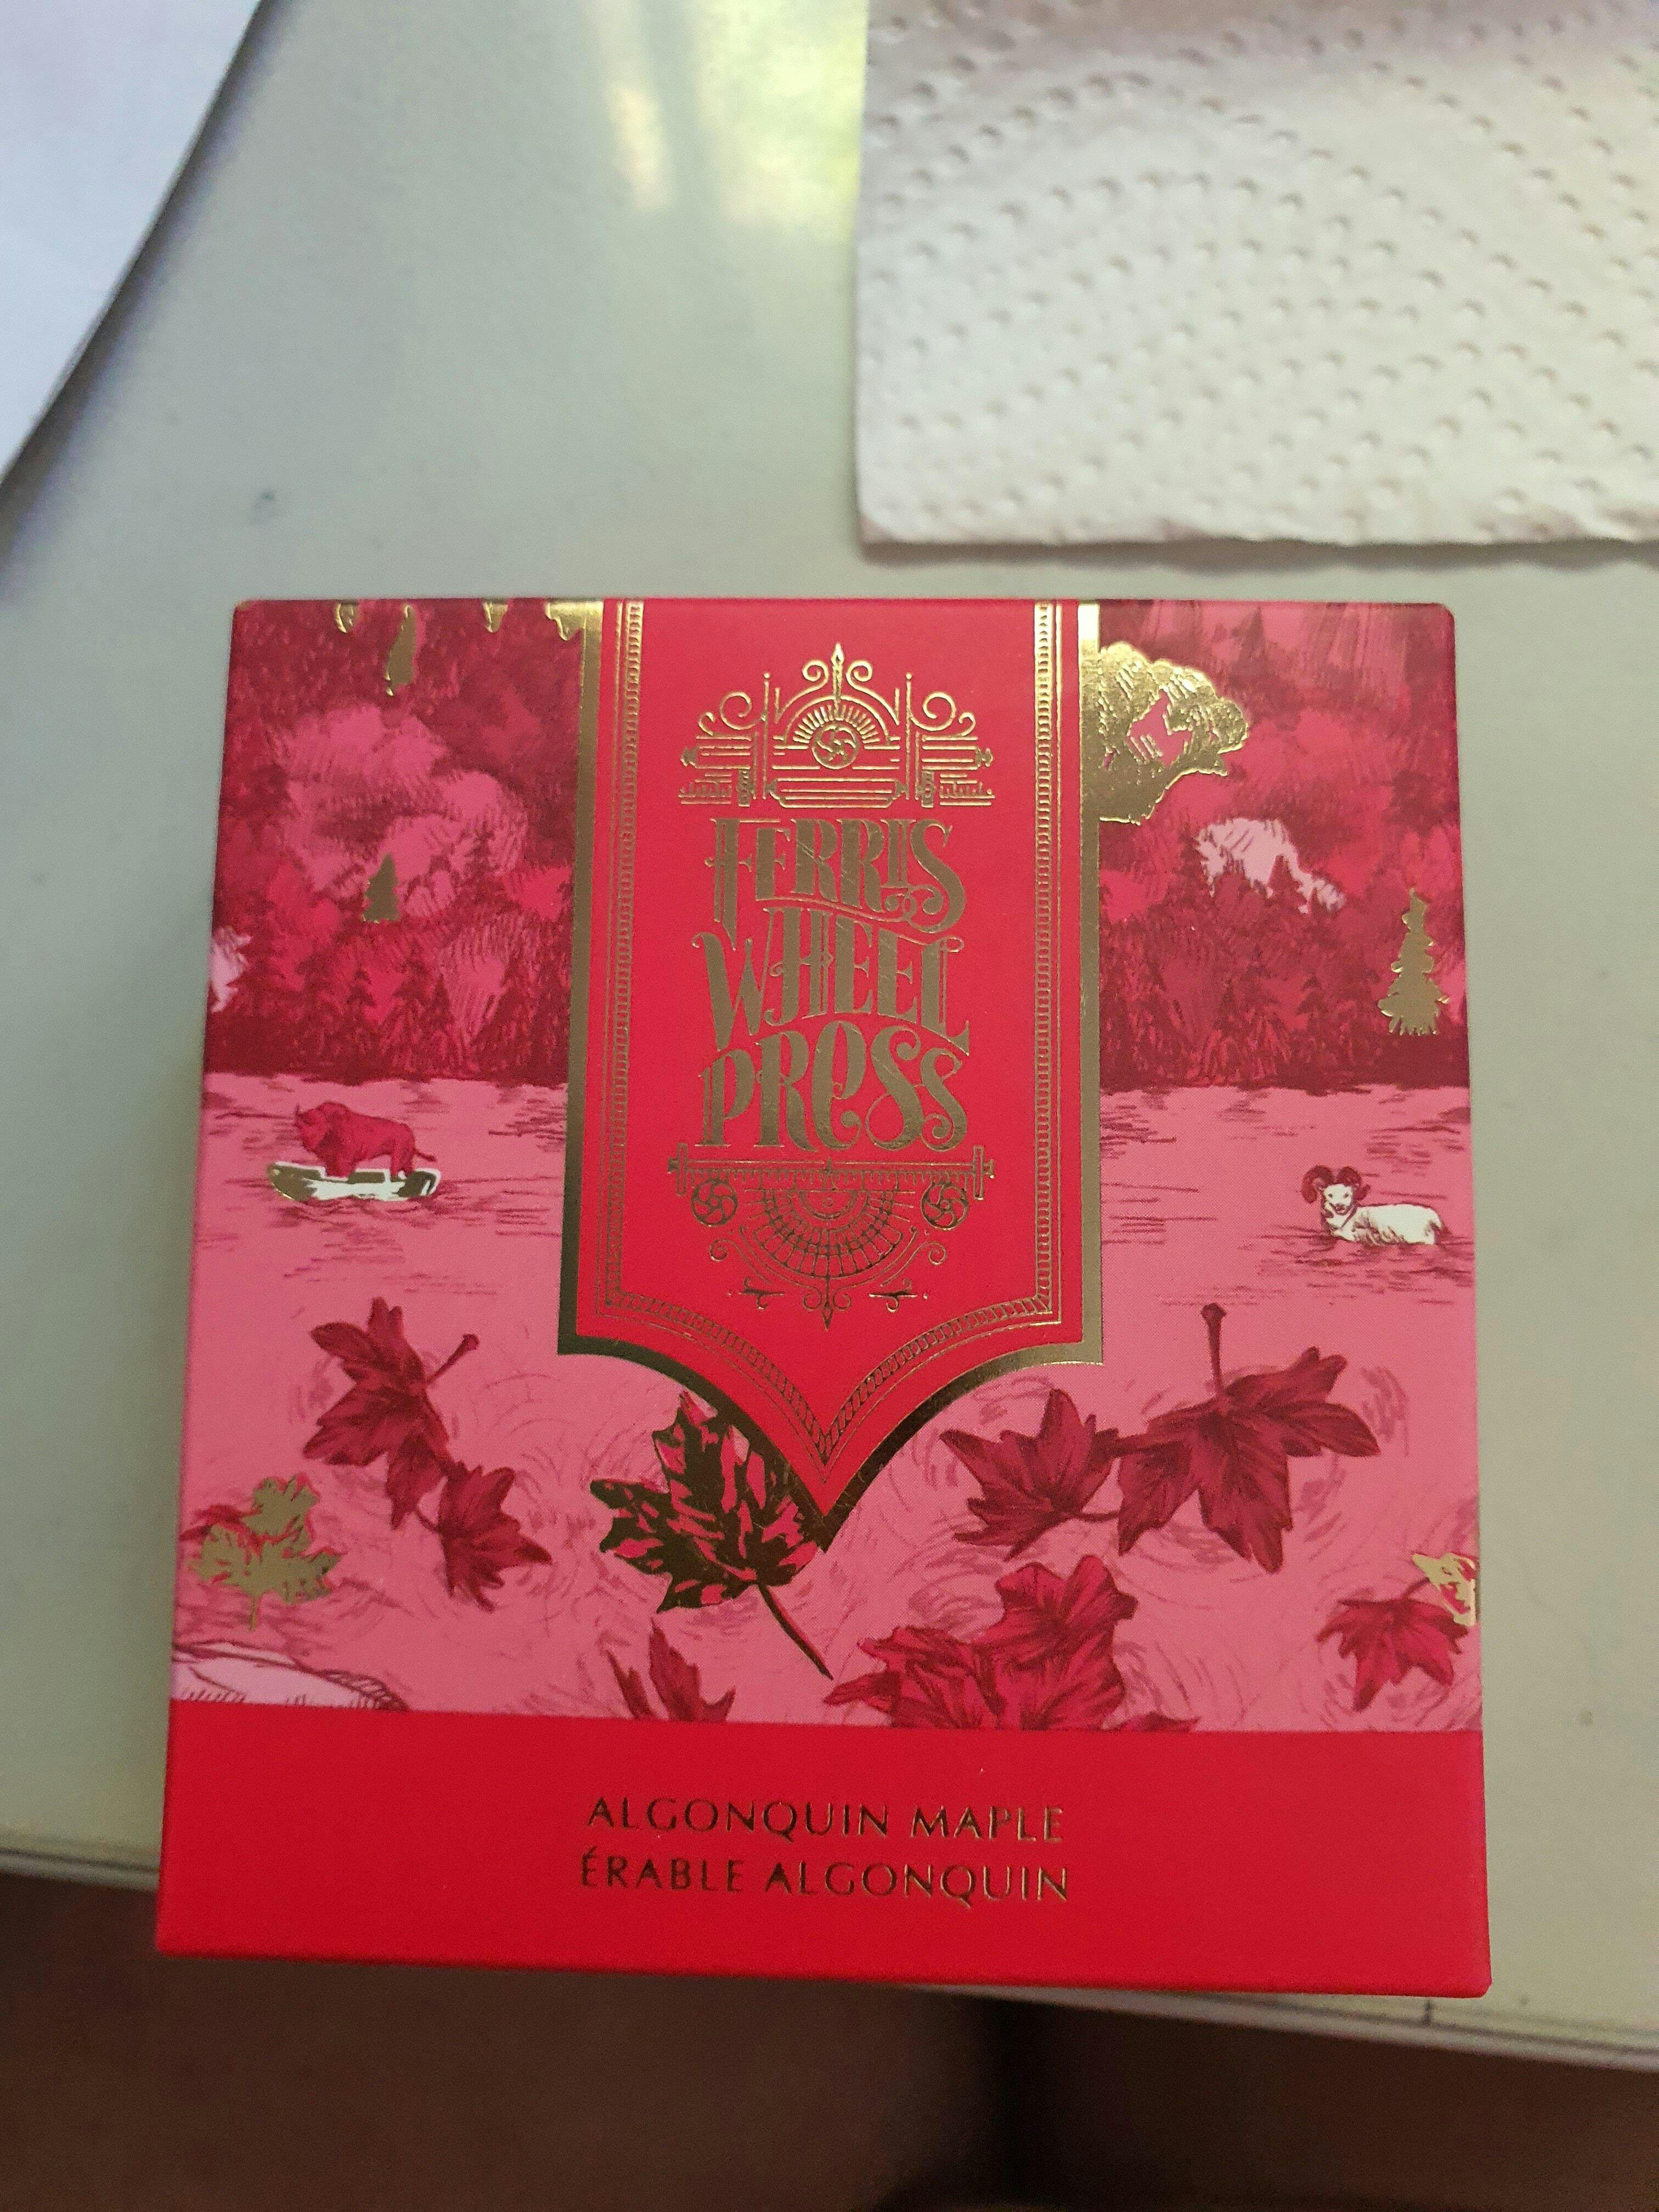 FERRIS
WHEEL
PRESS
ALGONQUIN MAPLE
ÉRABLE ALGONQUIN